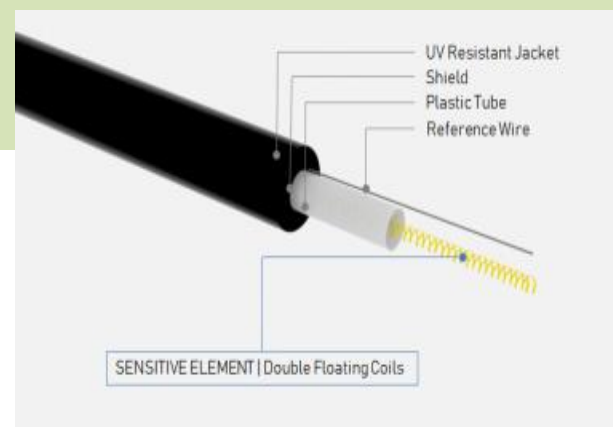 UV Resistant Jacket
Shield
Plastic Tube
Reference Wire
SENSITIVE ELEMENT | Double Floating Coils